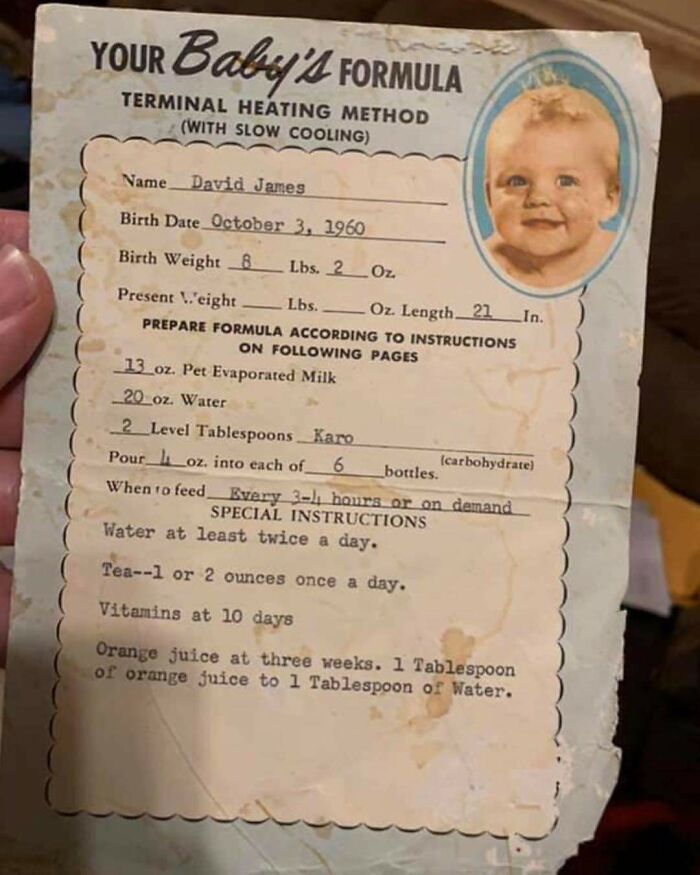 YOUR Baby's FORMULA
TERMINAL HEATING METHOD
(WITH SLOW COOLING)
Name David James
Birth Date October 3, 1960
Birth Weight 8 Lbs. 2 Oz.
Present Weight ____ Lbs. ____ Oz. Length 21 In.
PREPARE FORMULA ACCORDING TO INSTRUCTIONS
ON FOLLOWING PAGES
13 oz. Pet Evaporated Milk
20 oz. Water
2 Level Tablespoons Karo
(carbohydrate)
Pour 4 oz. into each of 6 bottles.
When to feed Every 3-4 hours or on demand
SPECIAL INSTRUCTIONS
Water at least twice a day.
Tea--1 or 2 ounces once a day.
Vitamins at 10 days
Orange juice at three weeks. 1 Tablespoon
of orange juice to 1 Tablespoon of Water.